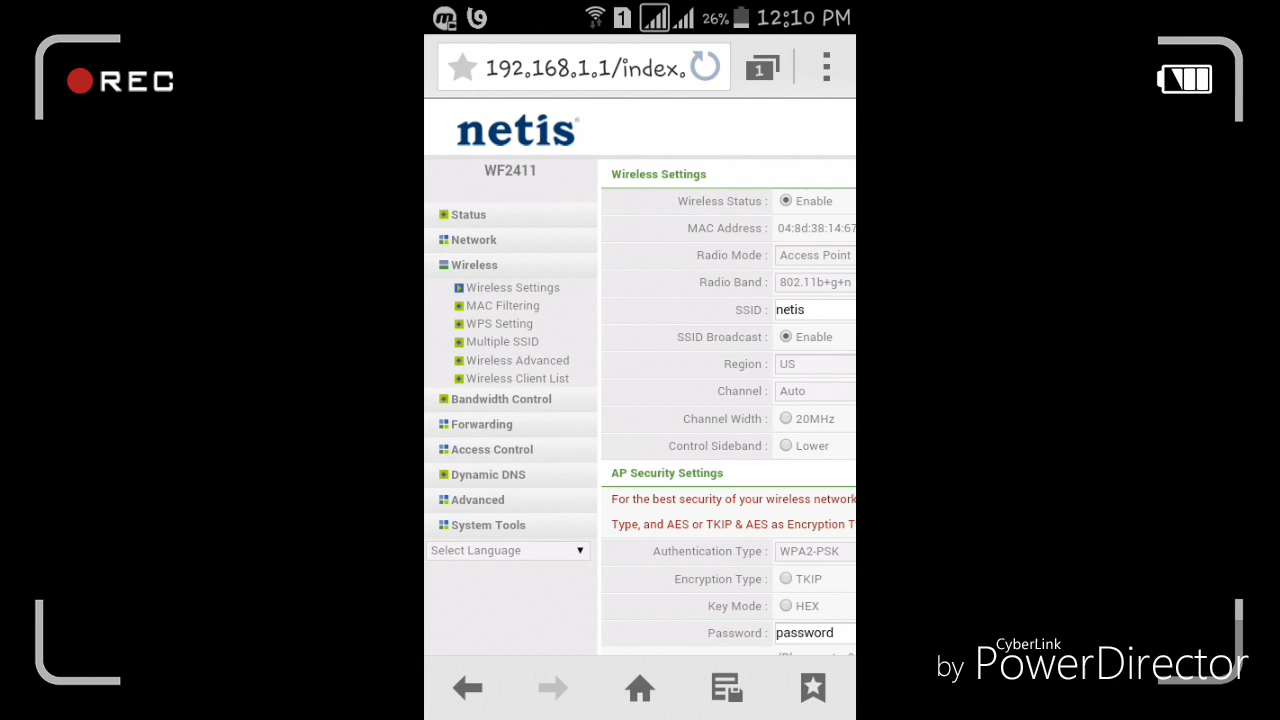 REC
1
26%
12:10 PM
192.168.1.1/index.
1
netis
WF2411
Status
Network
Wireless
Wireless Settings
MAC Filtering
WPS Setting
Multiple SSID
Wireless Advanced
Wireless Client List
Bandwidth Control
Forwarding
Access Control
Dynamic DNS
Advanced
System Tools
Select Language
Wireless Settings
Wireless Status : Enable
MAC Address : 04:8d:38:14:67
Radio Mode : Access Point
Radio Band : 802.11b+g+n
SSID : netis
SSID Broadcast : Enable
Region : US
Channel : Auto
Channel Width : 20MHz
Control Sideband : Lower
AP Security Settings
For the best security of your wireless network
Type, and AES or TKIP & AES as Encryption T
Authentication Type : WPA2-PSK
Encryption Type : TKIP
Key Mode : HEX
Password : password
CyberLink
by PowerDirector